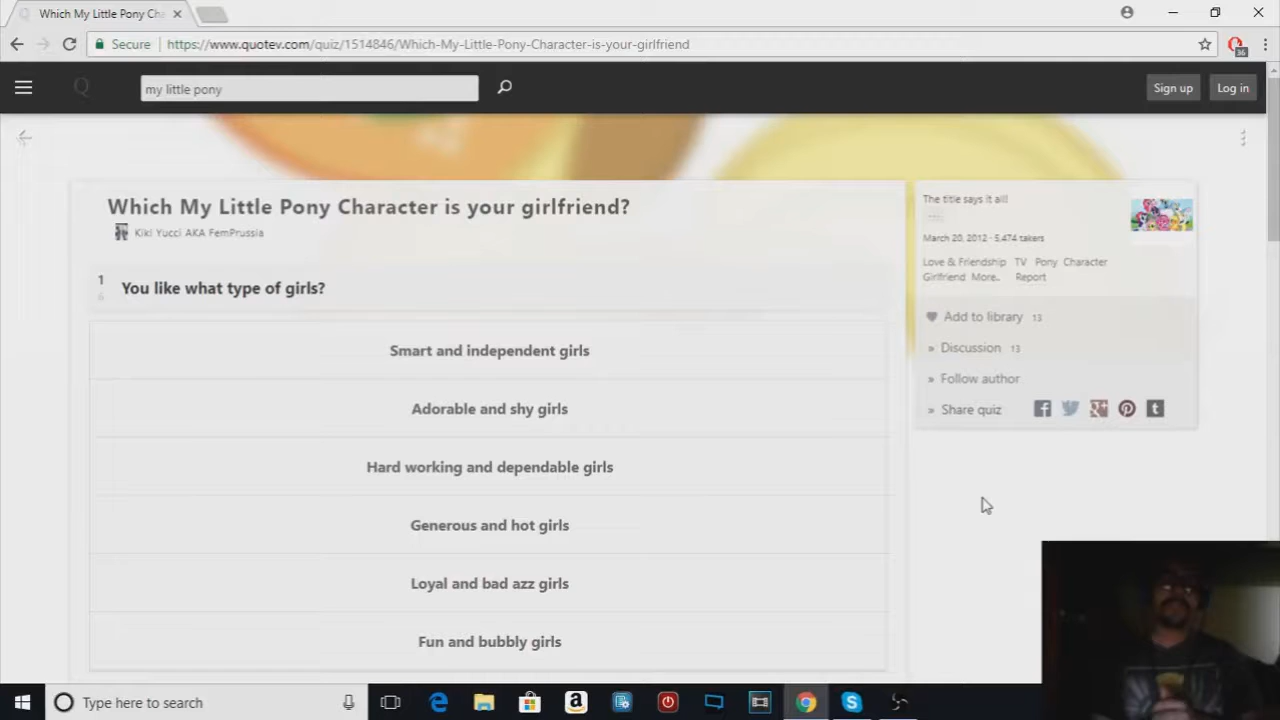 Which My Little Pony Cha
Secure
https://www.quotev.com/quiz/1514846/Which-My-Little-Pony-Character-is-your-girlfriend
36
Q
my little pony
Sign up
Log in
Which My Little Pony Character is your girlfriend?
Kiki Yucci AKA FemPrussia
1
6
You like what type of girls?
Smart and independent girls
Adorable and shy girls
Hard working and dependable girls
Generous and hot girls
Loyal and bad azz girls
Fun and bubbly girls
The title says it all!
...
March 20, 2012 · 5,474 takers
Love & Friendship TV Pony Character
Girlfriend More.. Report
Add to library 13
» Discussion 13
» Follow author
» Share quiz
Type here to search